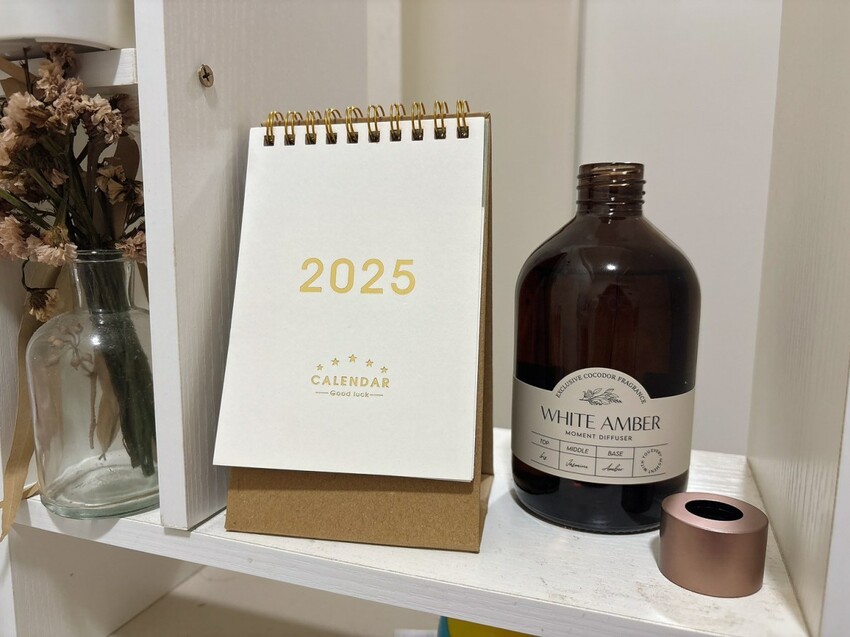 2025
CALENDAR
Good luck
EXCLUSIVE COCODOR FRAGRANCE
WHITE AMBER
MOMENT DIFFUSER
TOP MIDDLE BASE
Jasmine Amber